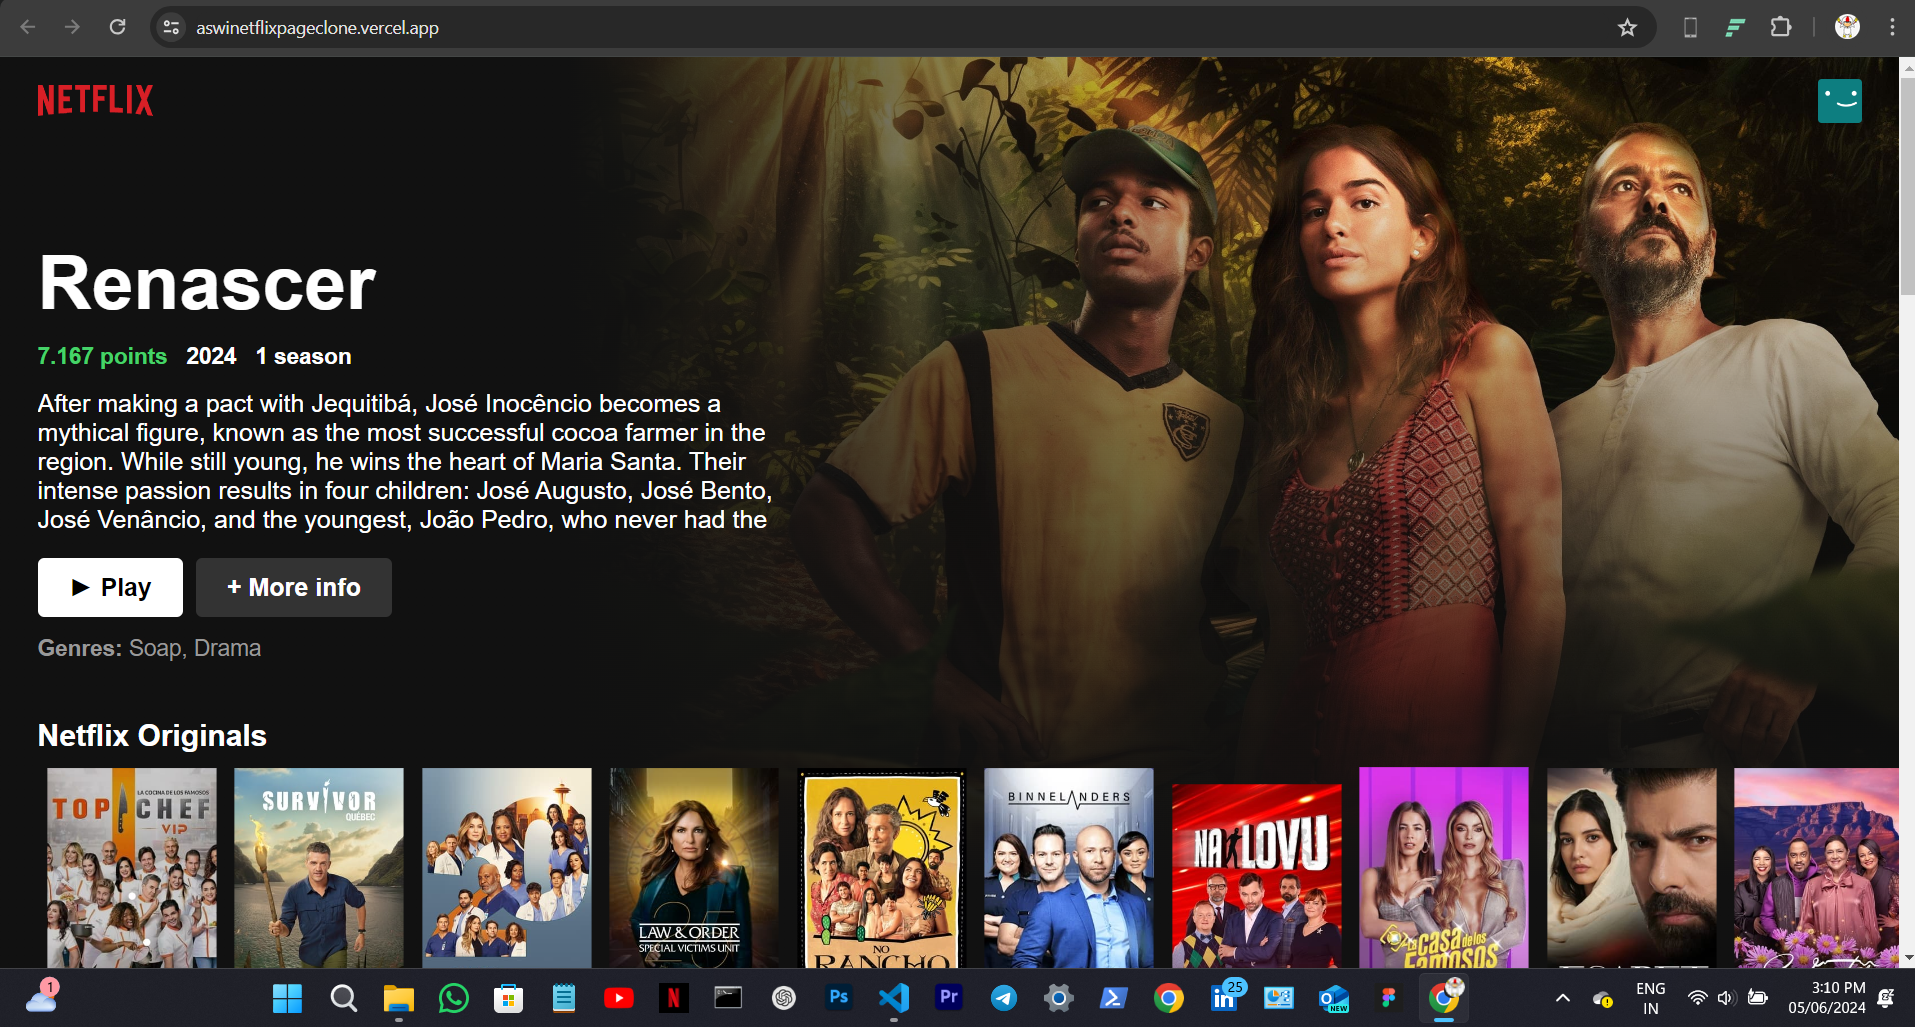 aswinetflixpageclone.vercel.app
NETFLIX
Renascer
7.167 points 2024 1 season
After making a pact with Jequitibá, José Inocêncio becomes a
mythical figure, known as the most successful cocoa farmer in the
region. While still young, he wins the heart of Maria Santa. Their
intense passion results in four children: José Augusto, José Bento,
José Venâncio, and the youngest, João Pedro, who never had the
▶ Play
+ More info
Genres: Soap, Drama
Netflix Originals
LA COCINA DE LOS FAMOSOS
TOP CHEF
VIP
SURVIVOR
QUÉBEC
25
LAW & ORDER
SPECIAL VICTIMS UNIT
NO
RANCHO
BINNELANDERS
NA LOVU
La CASA de los
FAMOSOS
1
N
Ps
Pr
in
25
NEW
ENG
IN
3:10 PM
05/06/2024